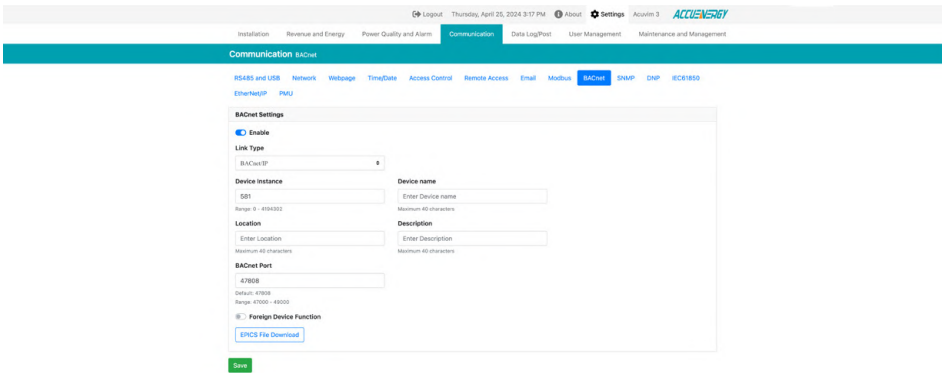 Logout Thursday, April 25, 2024 3:17 PM About Settings Acuvim 3 ACCUENERGY
Installation Revenue and Energy Power Quality and Alarm Communication Data Log/Post User Management Maintenance and Management
Communication BACnet
RS485 and USB Network Webpage Time/Date Access Control Remote Access Email Modbus BACnet SNMP DNP IEC61850
EtherNet/IP PMU
BACnet Settings
Enable
Link Type
BACnet/IP
Device Instance Device name
581 Enter Device name
Range: 0 - 4194302 Maximum 40 characters
Location Description
Enter Location Enter Description
Maximum 40 characters Maximum 40 characters
BACnet Port
47808
Default: 47808
Range: 47000 - 49000
Foreign Device Function
EPICS File Download
Save